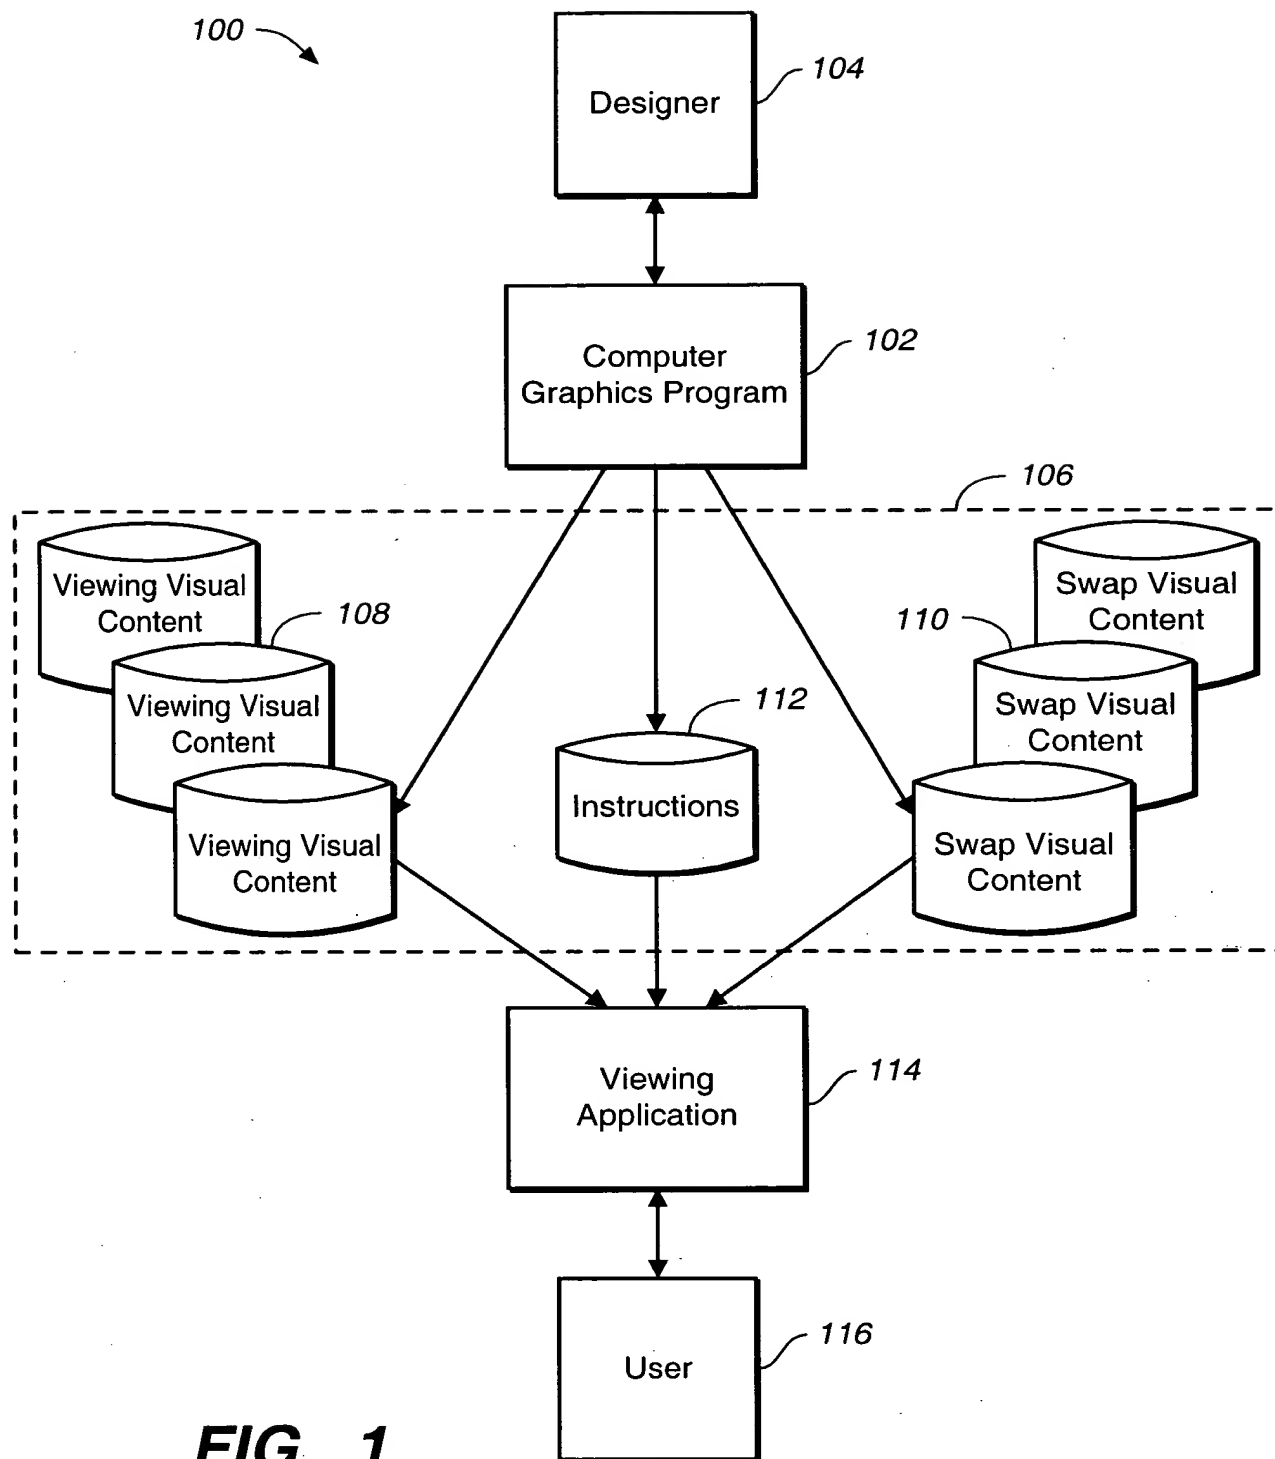 100
Designer
104
Computer
Graphics Program
102
106
Viewing Visual
Content
108
Viewing Visual
Content
Viewing Visual
Content
112
Instructions
Swap Visual
Content
110
Swap Visual
Content
Swap Visual
Content
Viewing
Application
114
User
116
FIG._1